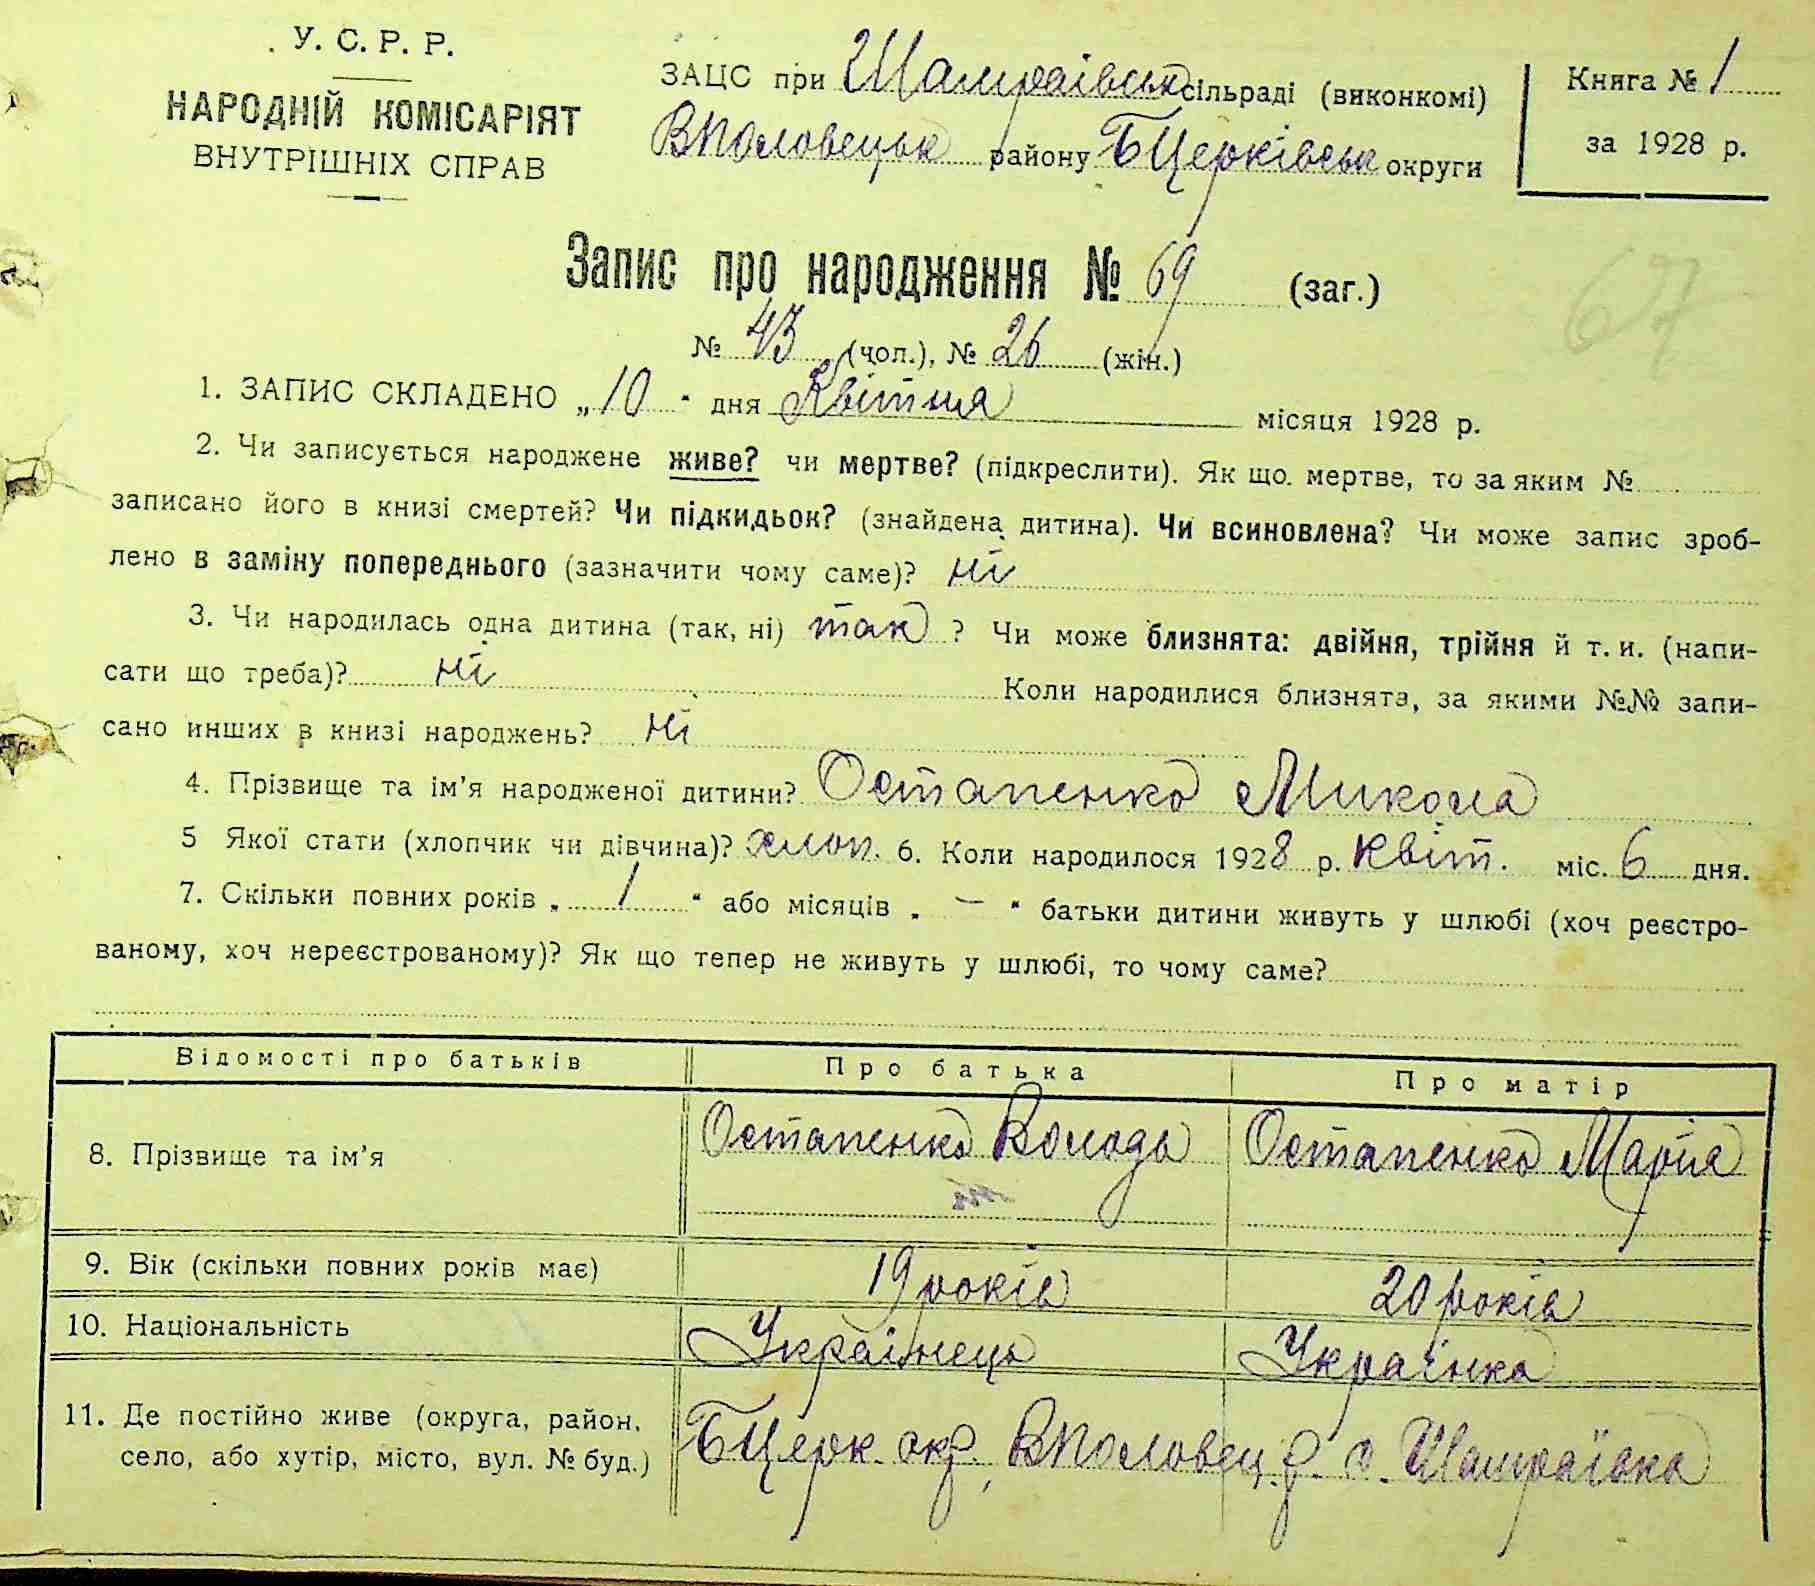 У. С. Р. Р.
НАРОДНІЙ КОМІСАРІЯТ
ВНУТРІШНІХ СПРАВ
ЗАЦС при Шамраївськ сільраді (виконкомі)
ВПоловецьк району БЦерківськ округи
Книга № 1
за 1928 р.
Запис про народження № 69 (заг.)
67
№ 43 (чол.), № 26 (жін.)
1. ЗАПИС СКЛАДЕНО „10" дня Квітня місяця 1928 р.
2. Чи записується народжене живе? чи мертве? (підкреслити). Як що. мертве, то за яким №
записано його в книзі смертей? Чи підкидьок? (знайдена дитина). Чи всиновлена? Чи може запис зроб-
лено в заміну попереднього (зазначити чому саме)? ні
3. Чи народилась одна дитина (так, ні) так ? Чи може близнята: двійня, трійня й т. и. (напи-
сати що треба)? ні Коли народилися близнята, за якими №№ запи-
сано инших в книзі народжень? ні
4. Прізвище та ім'я народженої дитини? Остапенко Микола
5 Якої стати (хлопчик чи дівчина)? хлоп. 6. Коли народилося 1928 р. Квіт. міс. 6 дня.
7. Скільки повних років „ 1 " або місяців „ — " батьки дитини живуть у шлюбі (хоч реєстро-
ваному, хоч нереєстрованому)? Як що тепер не живуть у шлюбі, то чому саме?
Відомості про батьків Про батька Про матір
8. Прізвище та ім'я Остапенко Володь Остапенко Марія
9. Вік (скільки повних років має) 19 років 20 років
10. Національність Українець Українка
11. Де постійно живе (округа, район,
село, або хутір, місто, вул. № буд.) БЦерк. окр., ВПоловец. р. с. Шамраївка